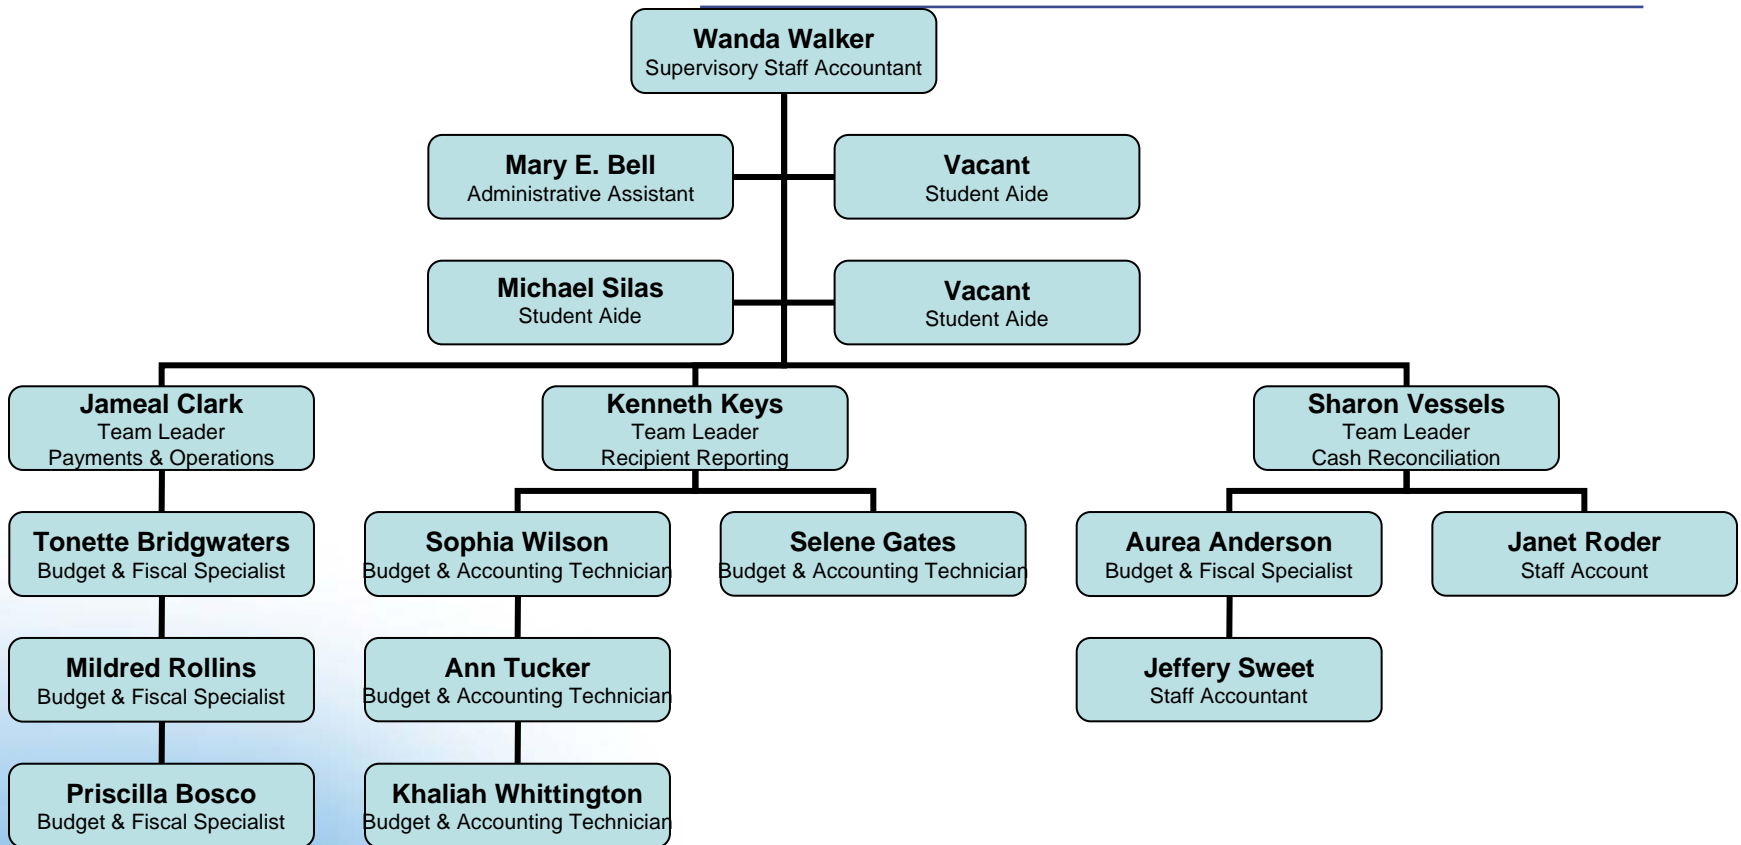 Wanda Walker
Supervisory Staff Accountant
Mary E. Bell
Administrative Assistant
Vacant
Student Aide
Michael Silas
Student Aide
Vacant
Student Aide
Jameal Clark
Team Leader
Payments & Operations
Kenneth Keys
Team Leader
Recipient Reporting
Sharon Vessels
Team Leader
Cash Reconciliation
Tonette Bridgwaters
Budget & Fiscal Specialist
Sophia Wilson
Budget & Accounting Technician
Selene Gates
Budget & Accounting Technician
Aurea Anderson
Budget & Fiscal Specialist
Janet Roder
Staff Account
Mildred Rollins
Budget & Fiscal Specialist
Ann Tucker
Budget & Accounting Technician
Jeffery Sweet
Staff Accountant
Priscilla Bosco
Budget & Fiscal Specialist
Khaliah Whittington
Budget & Accounting Technician